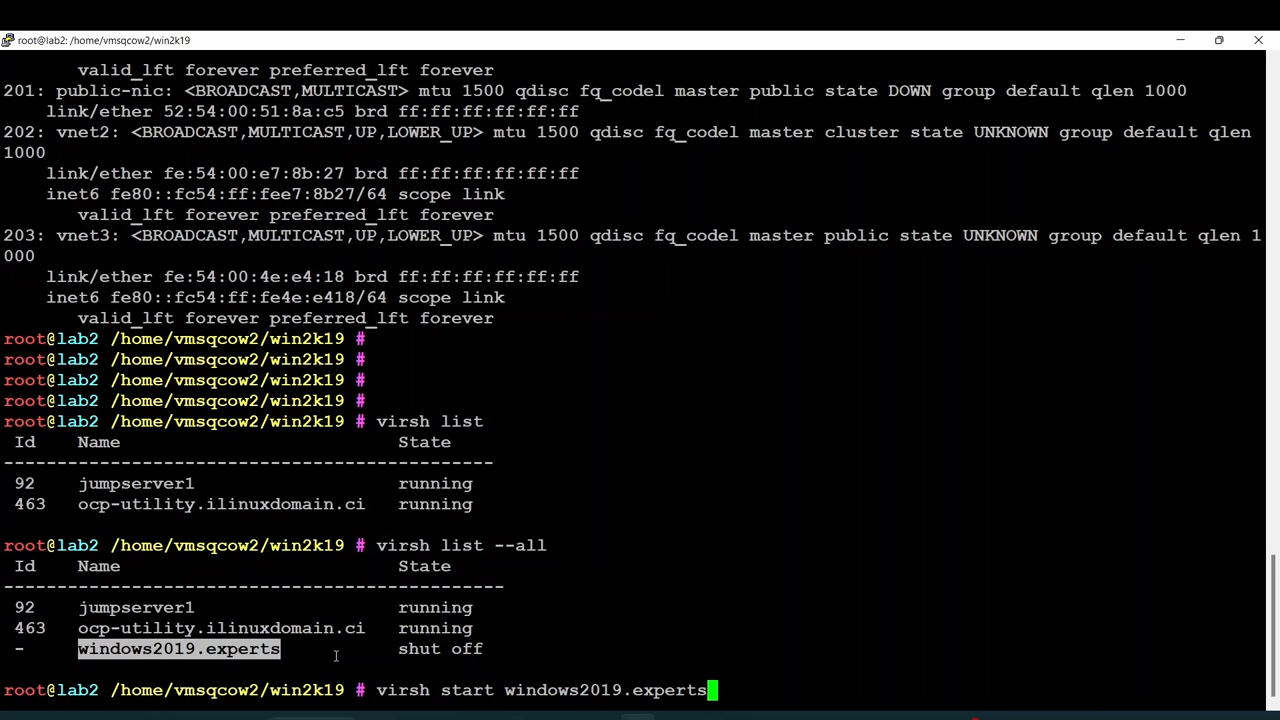 root@lab2: /home/vmsqcow2/win2k19
valid_lft forever preferred_lft forever
201: public-nic: <BROADCAST,MULTICAST> mtu 1500 qdisc fq_codel master public state DOWN group default qlen 1000
link/ether 52:54:00:51:8a:c5 brd ff:ff:ff:ff:ff:ff
202: vnet2: <BROADCAST,MULTICAST,UP,LOWER_UP> mtu 1500 qdisc fq_codel master cluster state UNKNOWN group default qlen
1000
link/ether fe:54:00:e7:8b:27 brd ff:ff:ff:ff:ff:ff
inet6 fe80::fc54:ff:fee7:8b27/64 scope link
valid_lft forever preferred_lft forever
203: vnet3: <BROADCAST,MULTICAST,UP,LOWER_UP> mtu 1500 qdisc fq_codel master public state UNKNOWN group default qlen 1
000
link/ether fe:54:00:4e:e4:18 brd ff:ff:ff:ff:ff:ff
inet6 fe80::fc54:ff:fe4e:e418/64 scope link
valid_lft forever preferred_lft forever
root@lab2 /home/vmsqcow2/win2k19 #
root@lab2 /home/vmsqcow2/win2k19 #
root@lab2 /home/vmsqcow2/win2k19 #
root@lab2 /home/vmsqcow2/win2k19 #
root@lab2 /home/vmsqcow2/win2k19 # virsh list
Id Name State
----------------------------------------------
92 jumpserver1 running
463 ocp-utility.ilinuxdomain.ci running
root@lab2 /home/vmsqcow2/win2k19 # virsh list --all
Id Name State
-----------------------------------------------
92 jumpserver1 running
463 ocp-utility.ilinuxdomain.ci running
- windows2019.experts shut off
root@lab2 /home/vmsqcow2/win2k19 # virsh start windows2019.experts